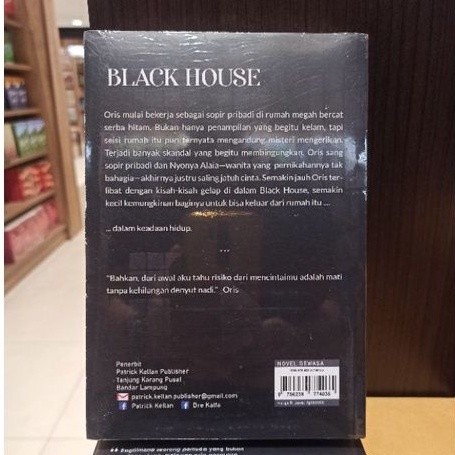 BLACK HOUSE
Oris mulai bekerja sebagai sopir pribadi di rumah megah bercat
serba hitam. Bukan hanya penampilan yang begitu kelam, tapi
seisi rumah itu pun ternyata mengandung misteri mengerikan.
Terjadi banyak skandal yang begitu membingungkan. Oris sang
sopir pribadi dan Nyonya Alaia—wanita yang pernikahannya tak
bahagia—akhirnya justru saling jatuh cinta. Semakin jauh Oris ter-
libat dengan kisah-kisah gelap di dalam Black House, semakin
kecil kemungkinan baginya untuk bisa keluar dari rumah itu ....
... dalam keadaan hidup.
***
"Bahkan, dari awal aku tahu risiko dari mencintaimu adalah mati
tanpa kehilangan denyut nadi." _Oris
Penerbit
Patrick Kellan Publisher
Tanjung Karang Pusat
Bandar Lampung
patrick.kellan.publisher@gmail.com
Patrick Kellan
Dre Kalla
NOVEL DEWASA